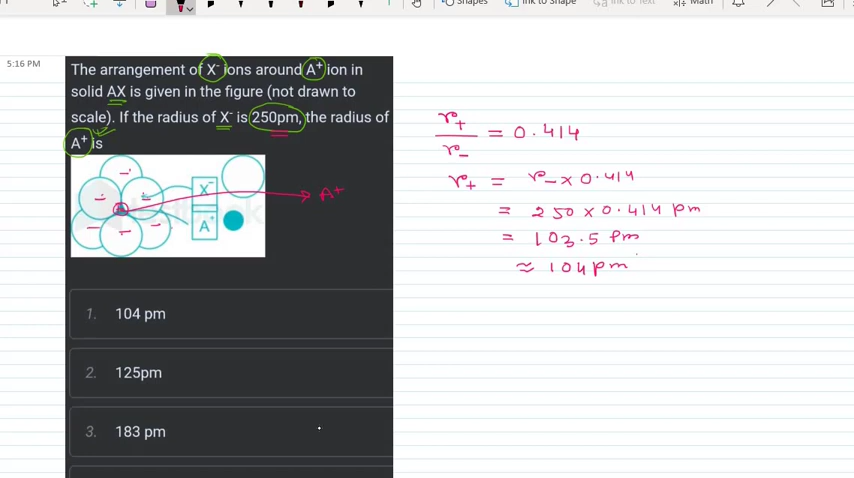 Shapes
Ink to Shape
Ink to Text
Math
5:16 PM
The arrangement of X⁻ ions around A⁺ ion in
solid AX is given in the figure (not drawn to
scale). If the radius of X⁻ is 250pm, the radius of
A⁺ is
X⁻
A⁺
A⁺
1. 104 pm
2. 125pm
3. 183 pm
r₊/r₋ = 0.414
r₊ = r₋ × 0.414
= 250 × 0.414 pm
= 103.5 pm
≈ 104 pm